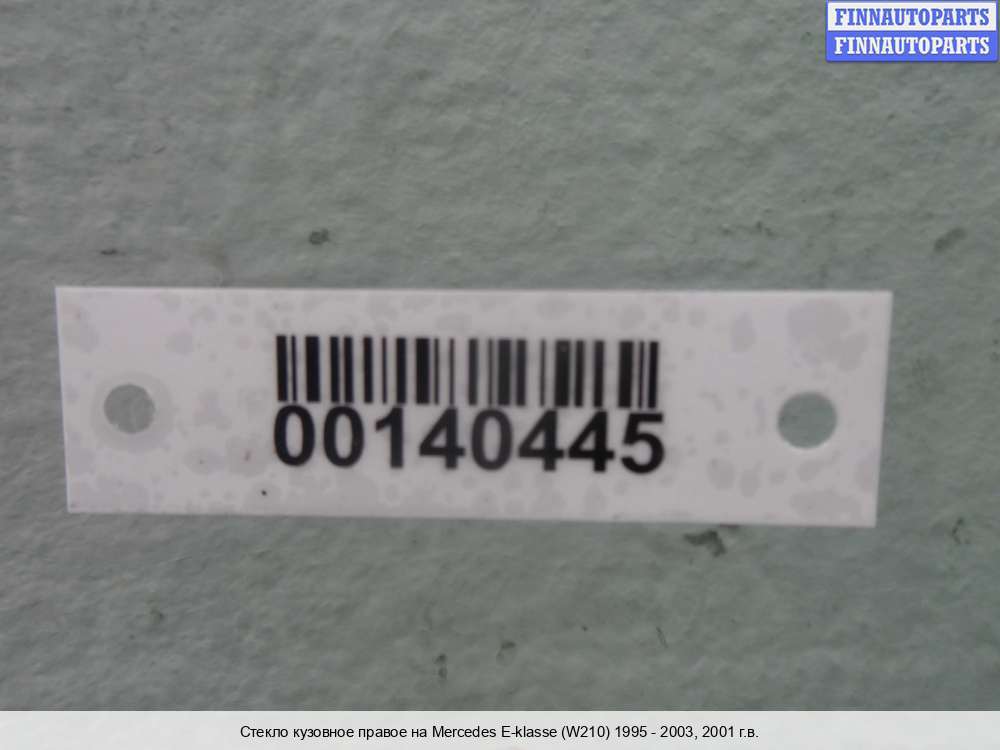 FINNAUTOPARTS
FINNAUTOPARTS
00140445
Стекло кузовное правое на Mercedes E-klasse (W210) 1995 - 2003, 2001 г.в.